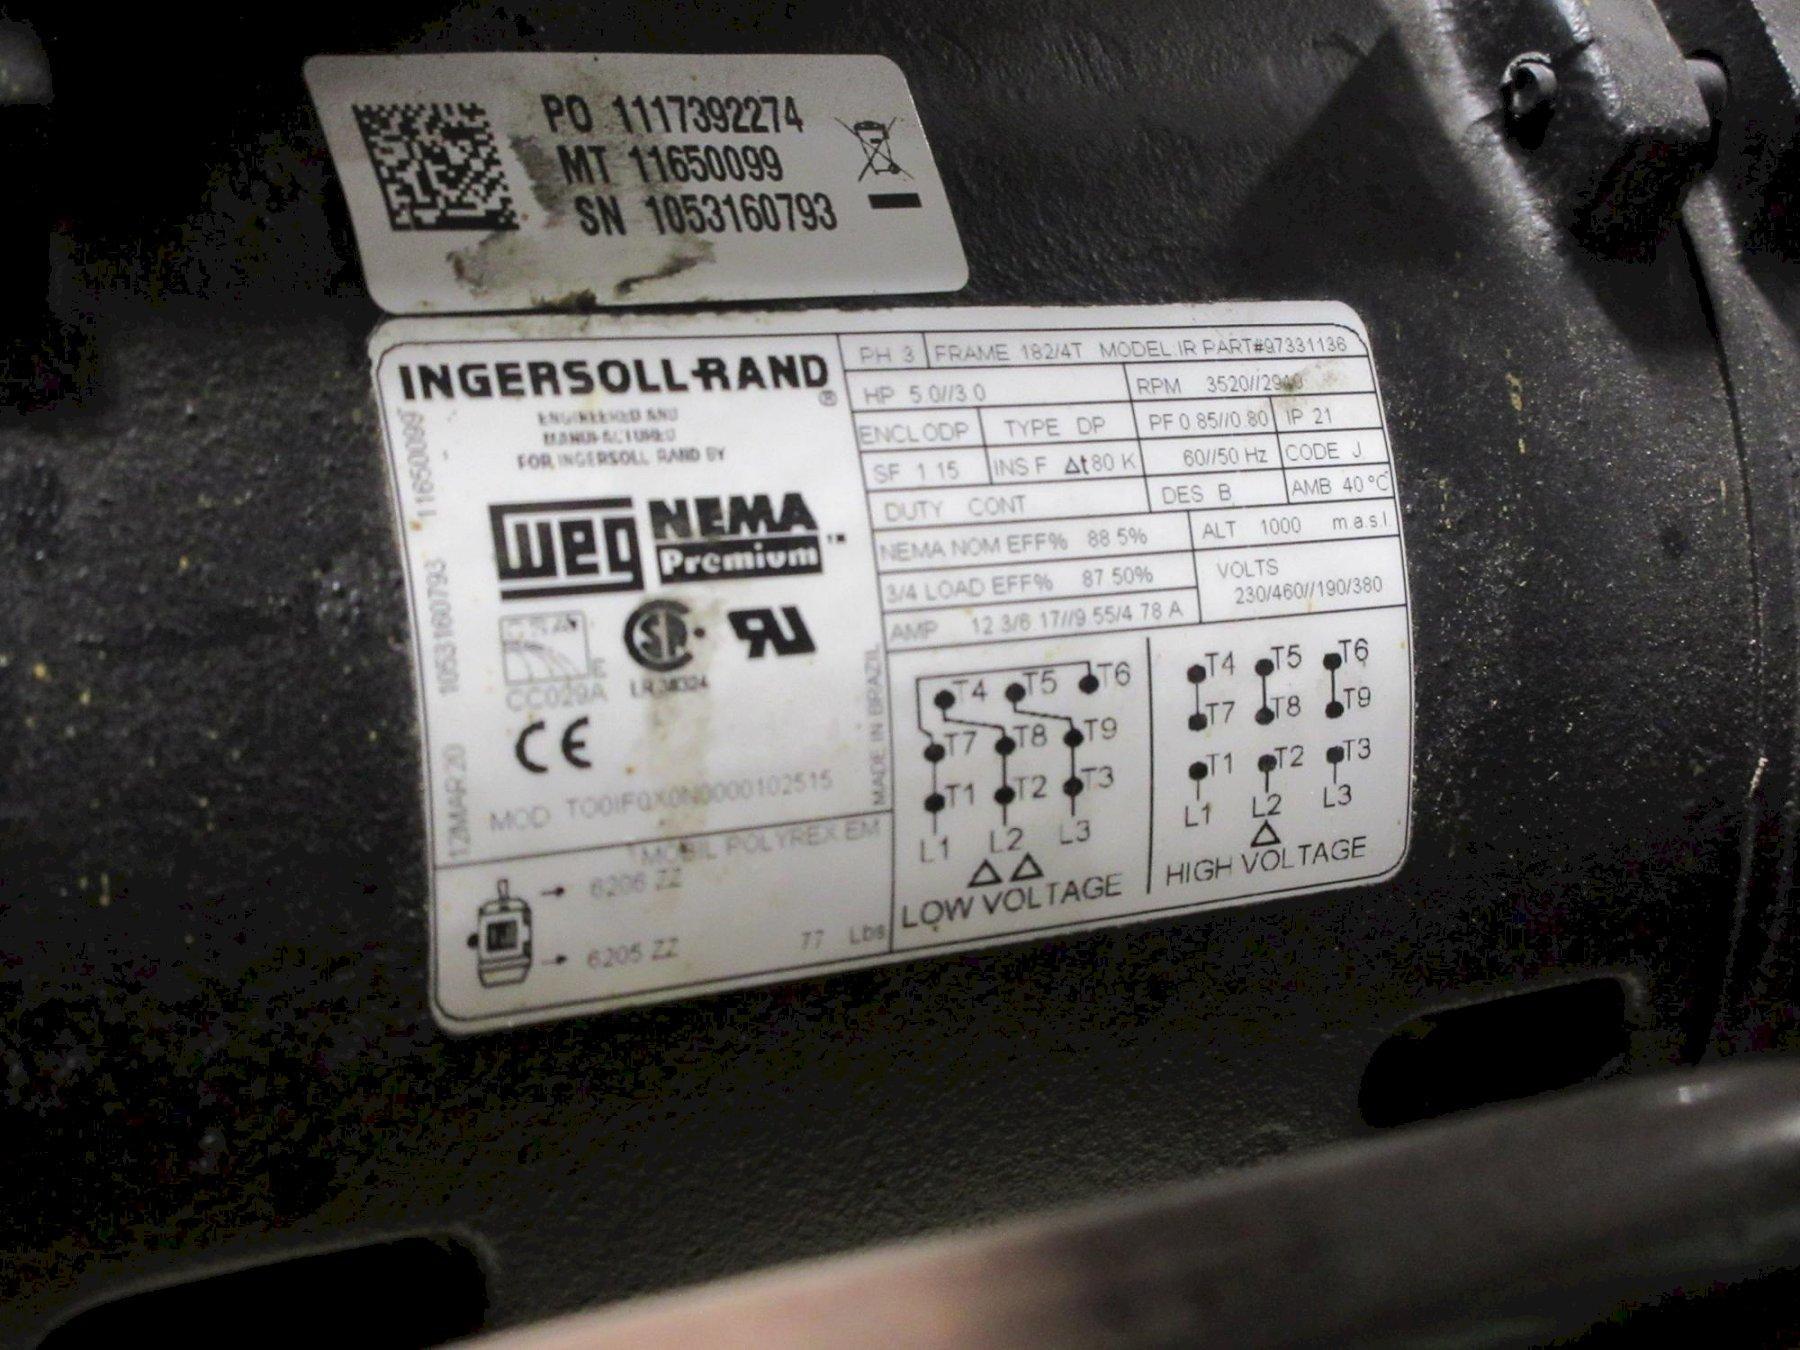 PO 1117392274
MT 11650099
SN 1053160793
INGERSOLL-RAND®
ENGINEERED AND
MANUFACTURED
FOR INGERSOLL RAND BY
WEG NEMA Premium™
CC029A
LR 38324
CE
MOD TO0IF0X0N0000102515
12MAR20 1053160793 11650099
MADE IN BRAZIL
MOBIL POLYREX EM
6206 ZZ
6205 ZZ 77 Lbs
PH 3 FRAME 182/4T MODEL:IR PART#97331136
HP 5.0//3.0 RPM 3520//2940
ENCL ODP TYPE DP PF 0.85//0.80 IP 21
SF 1.15 INS F Δt 80 K 60//50 Hz CODE J
DUTY CONT DES B AMB 40°C
NEMA NOM EFF% 88.5% ALT 1000 m.a.s.l.
3/4 LOAD EFF% 87.50% VOLTS
230/460//190/380
AMP 12.3/6.17//9.55/4.78 A
T4 T5 T6
T7 T8 T9
T1 T2 T3
L1 L2 L3
ΔΔ
LOW VOLTAGE
T4 T5 T6
T7 T8 T9
T1 T2 T3
L1 L2 L3
Δ
HIGH VOLTAGE